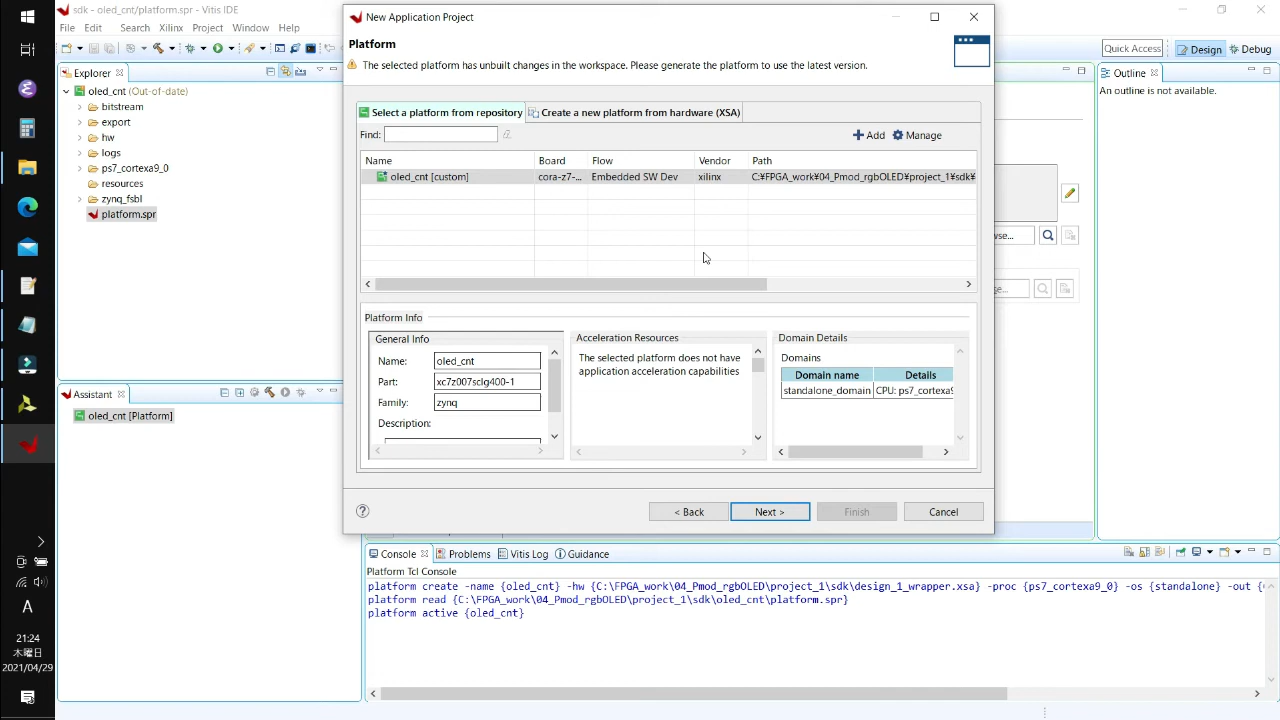 sdk - oled_cnt/platform.spr - Vitis IDE
File Edit Search Xilinx Project Window Help
Quick Access
Design
Debug
Explorer
oled_cnt (Out-of-date)
bitstream
export
hw
logs
ps7_cortexa9_0
resources
zynq_fsbl
platform.spr
Assistant
oled_cnt [Platform]
New Application Project
Platform
The selected platform has unbuilt changes in the workspace. Please generate the platform to use the latest version.
Select a platform from repository
Create a new platform from hardware (XSA)
Find:
Add
Manage
Name Board Flow Vendor Path
oled_cnt [custom] cora-z7-... Embedded SW Dev xilinx C:¥FPGA_work¥04_Pmod_rgbOLED¥project_1¥sdk¥
Platform Info
General Info
Name: oled_cnt
Part: xc7z007sclg400-1
Family: zynq
Description:
Acceleration Resources
The selected platform does not have
application acceleration capabilities
Domain Details
Domains
Domain name Details
standalone_domain CPU: ps7_cortexa9
< Back
Next >
Finish
Cancel
Outline
An outline is not available.
Console
Problems
Vitis Log
Guidance
Platform Tcl Console
platform create -name {oled_cnt} -hw {C:\FPGA_work\04_Pmod_rgbOLED\project_1\sdk\design_1_wrapper.xsa} -proc {ps7_cortexa9_0} -os {standalone} -out {
platform read {C:\FPGA_work\04_Pmod_rgbOLED\project_1\sdk\oled_cnt\platform.spr}
platform active {oled_cnt}
A
21:24
木曜日
2021/04/29